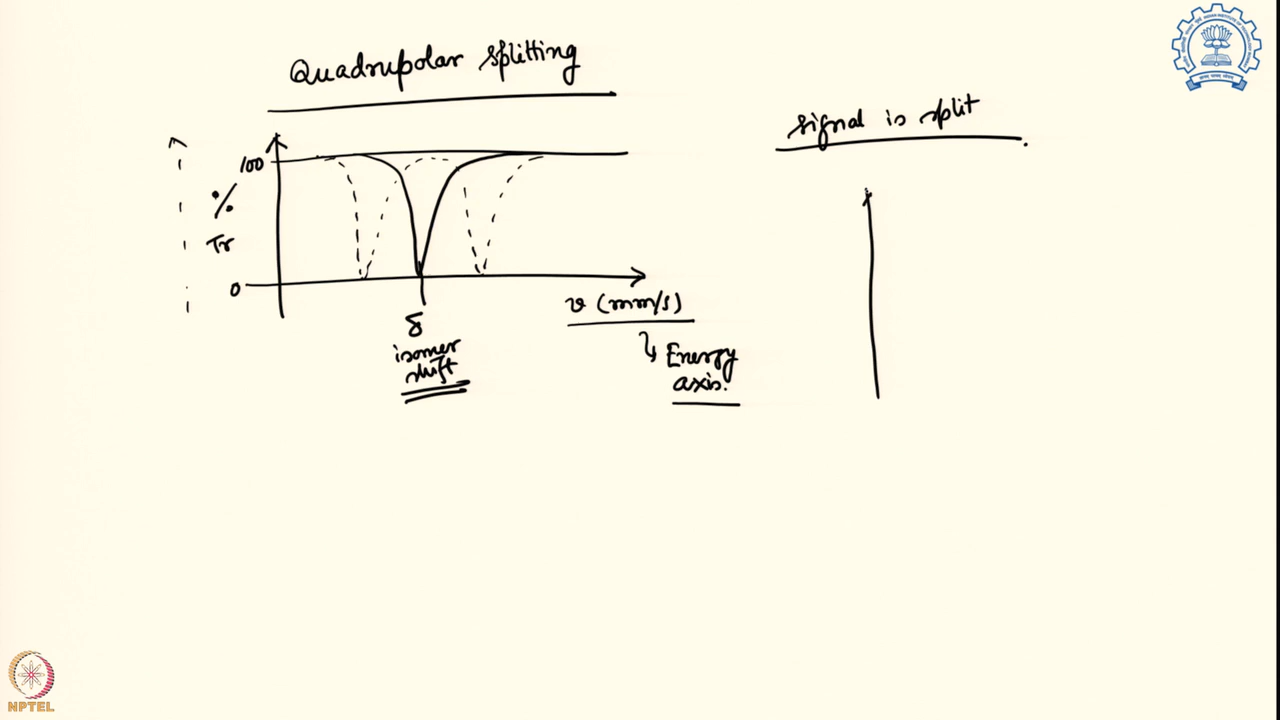 Quadrupolar splitting
signal is split
100
%
Tr
0
δ
isomer
shift
v (mm/s)
↳ Energy
axis.
NPTEL